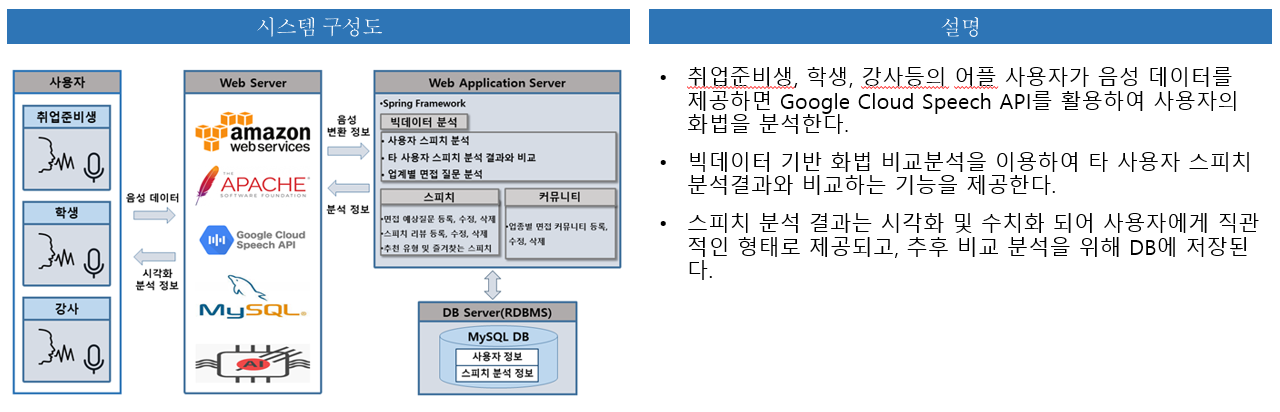 시스템 구성도
사용자
취업준비생
학생
강사
음성 데이터
시각화
분석 정보
Web Server
amazon
web services
THE
APACHE
SOFTWARE FOUNDATION
Google Cloud
Speech API
MySQL
AI
음성
변환 정보
분석 정보
Web Application Server
•Spring Framework
빅데이터 분석
• 사용자 스피치 분석
• 타 사용자 스피치 분석 결과와 비교
• 업계별 면접 질문 분석
스피치
•면접 예상질문 등록, 수정, 삭제
•스피치 리뷰 등록, 수정, 삭제
•추천 유형 및 즐겨찾는 스피치
커뮤니티
•업종별 면접 커뮤니티 등록,
수정, 삭제
DB Server(RDBMS)
MySQL DB
사용자 정보
스피치 분석 정보
설명
• 취업준비생, 학생, 강사등의 어플 사용자가 음성 데이터를
제공하면 Google Cloud Speech API를 활용하여 사용자의
화법을 분석한다.
• 빅데이터 기반 화법 비교분석을 이용하여 타 사용자 스피치
분석결과와 비교하는 기능을 제공한다.
• 스피치 분석 결과는 시각화 및 수치화 되어 사용자에게 직관
적인 형태로 제공되고, 추후 비교 분석을 위해 DB에 저장된
다.